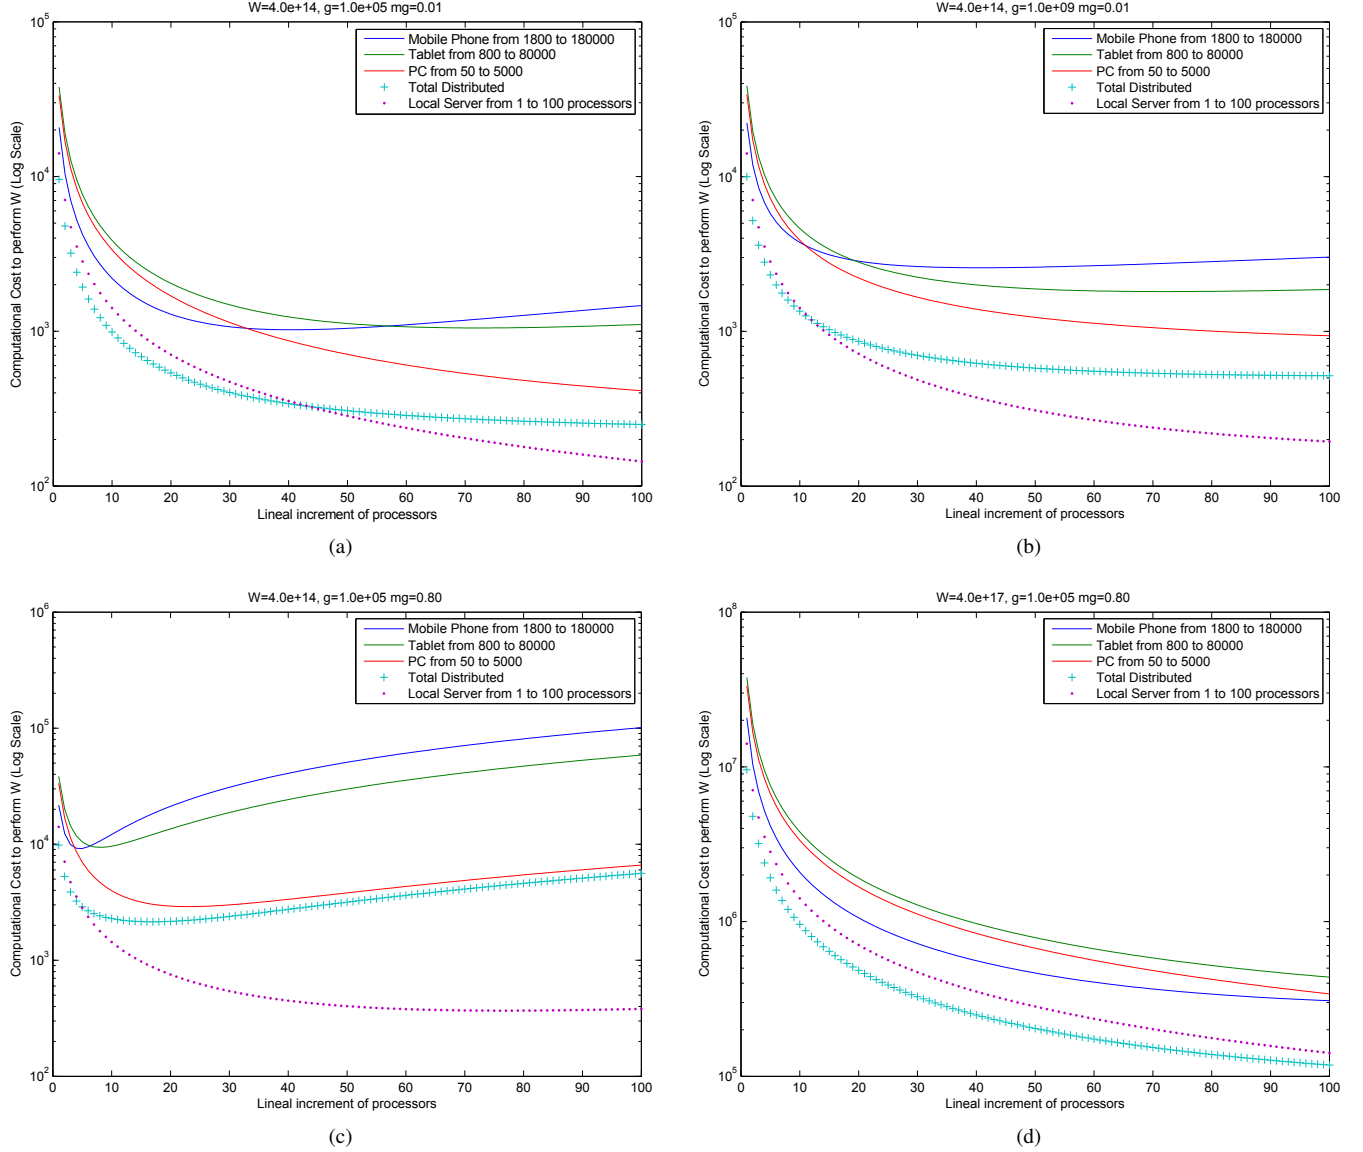 W=4.0e+14, g=1.0e+05 mg=0.01
10^5
10^4
10^3
10^2
Computational Cost to perform W (Log Scale)
Mobile Phone from 1800 to 180000
Tablet from 800 to 80000
PC from 50 to 5000
Total Distributed
Local Server from 1 to 100 processors
0 10 20 30 40 50 60 70 80 90 100
Lineal increment of processors
(a)
W=4.0e+14, g=1.0e+09 mg=0.01
10^5
10^4
10^3
10^2
Computational Cost to perform W (Log Scale)
Mobile Phone from 1800 to 180000
Tablet from 800 to 80000
PC from 50 to 5000
Total Distributed
Local Server from 1 to 100 processors
0 10 20 30 40 50 60 70 80 90 100
Lineal increment of processors
(b)
W=4.0e+14, g=1.0e+05 mg=0.80
10^6
10^5
10^4
10^3
10^2
Computational Cost to perform W (Log Scale)
Mobile Phone from 1800 to 180000
Tablet from 800 to 80000
PC from 50 to 5000
Total Distributed
Local Server from 1 to 100 processors
0 10 20 30 40 50 60 70 80 90 100
Lineal increment of processors
(c)
W=4.0e+17, g=1.0e+05 mg=0.80
10^8
10^7
10^6
10^5
Computational Cost to perform W (Log Scale)
Mobile Phone from 1800 to 180000
Tablet from 800 to 80000
PC from 50 to 5000
Total Distributed
Local Server from 1 to 100 processors
0 10 20 30 40 50 60 70 80 90 100
Lineal increment of processors
(d)